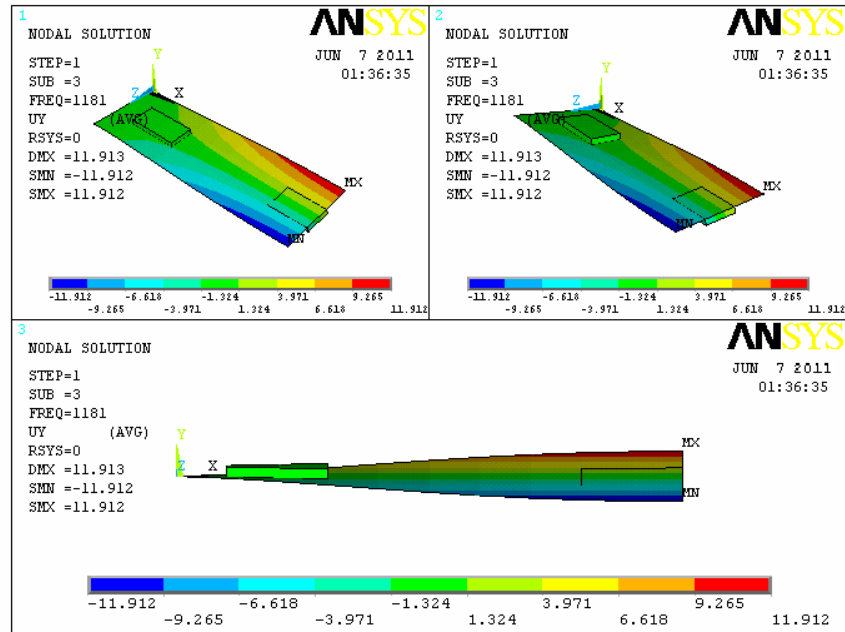 1
ANSYS
NODAL SOLUTION
JUN 7 2011
01:36:35
STEP=1
SUB =3
FREQ=1181
UY (AVG)
RSYS=0
DMX =11.913
SMN =-11.912
SMX =11.912
Y
Z X
MX
MN
-11.912 -6.618 -1.324 3.971 9.265
-9.265 -3.971 1.324 6.618 11.912
2
ANSYS
NODAL SOLUTION
JUN 7 2011
01:36:35
STEP=1
SUB =3
FREQ=1181
UY (AVG)
RSYS=0
DMX =11.913
SMN =-11.912
SMX =11.912
Y
Z X
MX
MN
-11.912 -6.618 -1.324 3.971 9.265
-9.265 -3.971 1.324 6.618 11.912
3
ANSYS
NODAL SOLUTION
JUN 7 2011
01:36:35
STEP=1
SUB =3
FREQ=1181
UY (AVG)
RSYS=0
DMX =11.913
SMN =-11.912
SMX =11.912
Y
Z X
MX
MN
-11.912 -6.618 -1.324 3.971 9.265
-9.265 -3.971 1.324 6.618 11.912